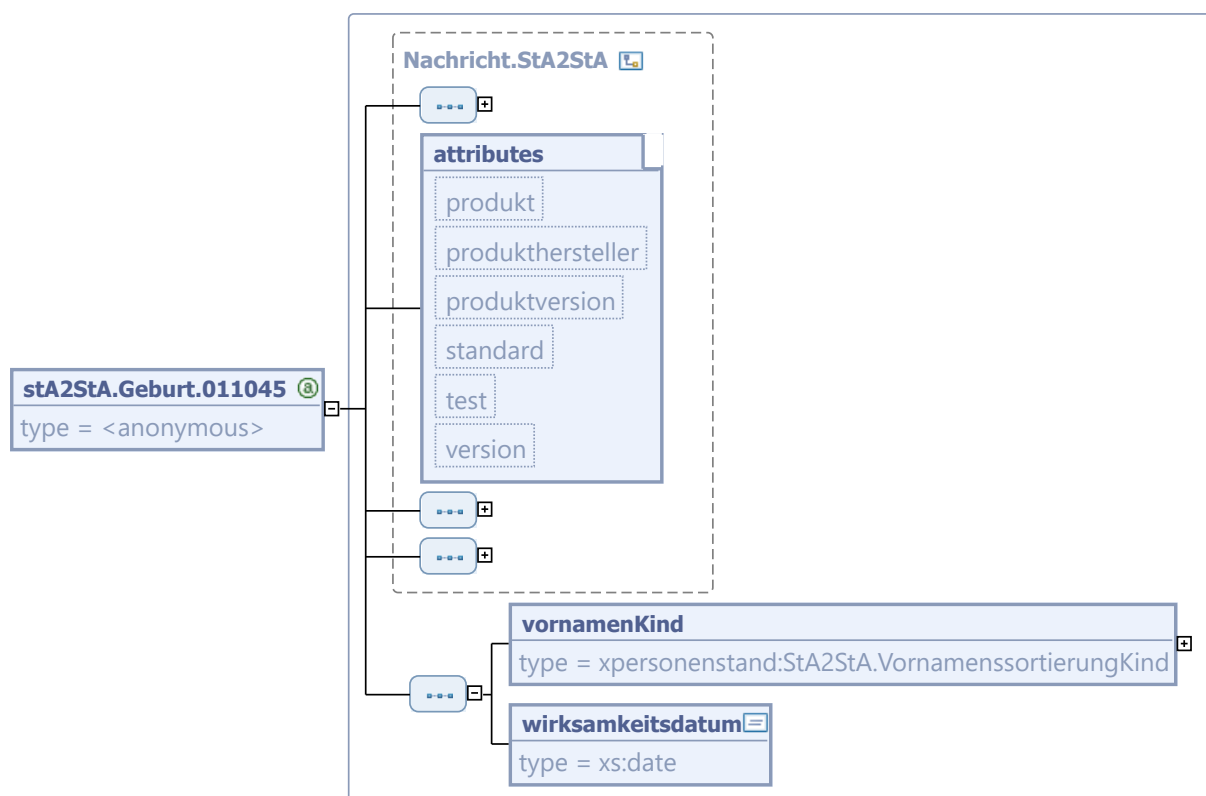 Nachricht.StA2StA
attributes
produkt
produkthersteller
produktversion
standard
test
version
stA2StA.Geburt.011045
type = <anonymous>
vornamenKind
type = xpersonenstand:StA2StA.VornamenssortierungKind
wirksamkeitsdatum
type = xs:date